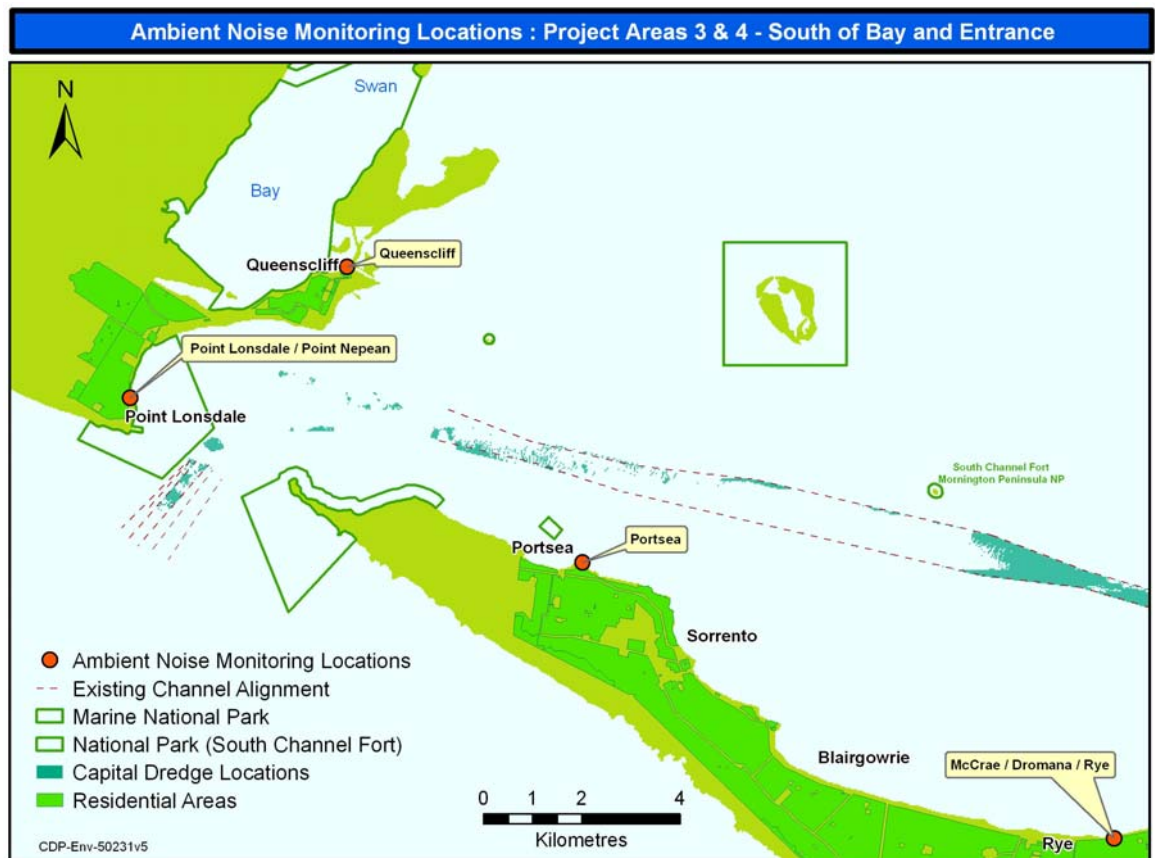 Ambient Noise Monitoring Locations : Project Areas 3 & 4 - South of Bay and Entrance
N
Swan
Bay
Queenscliff
Queenscliff
Point Lonsdale / Point Nepean
Point Lonsdale
South Channel Fort
Mornington Peninsula NP
Portsea
Portsea
Sorrento
Blairgowrie
McCrae / Dromana / Rye
Rye
Ambient Noise Monitoring Locations
Existing Channel Alignment
Marine National Park
National Park (South Channel Fort)
Capital Dredge Locations
Residential Areas
0 1 2 4
Kilometres
CDP-Env-50231v5